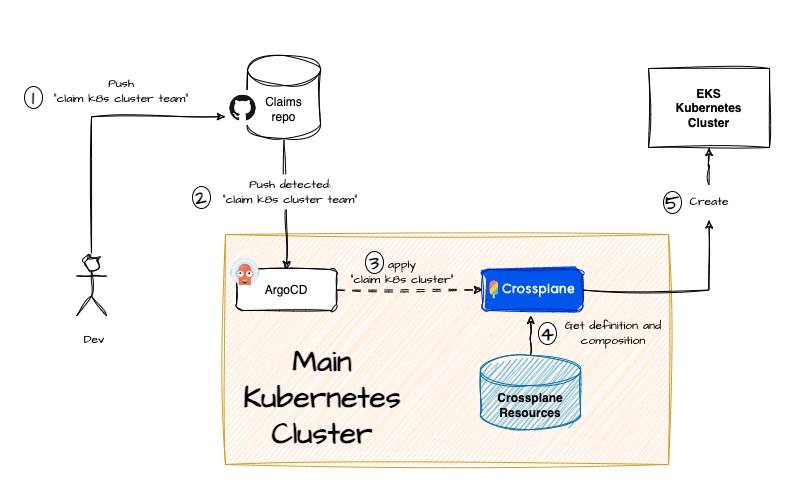 1
Push
"claim k8s cluster team"
Claims
repo
EKS
Kubernetes
Cluster
2
Push detected:
"claim k8s cluster team"
5
Create
3
apply
"claim k8s cluster"
ArgoCD
Crossplane
4
Get definition and
composition
Dev
Main
Kubernetes
Cluster
Crossplane
Resources